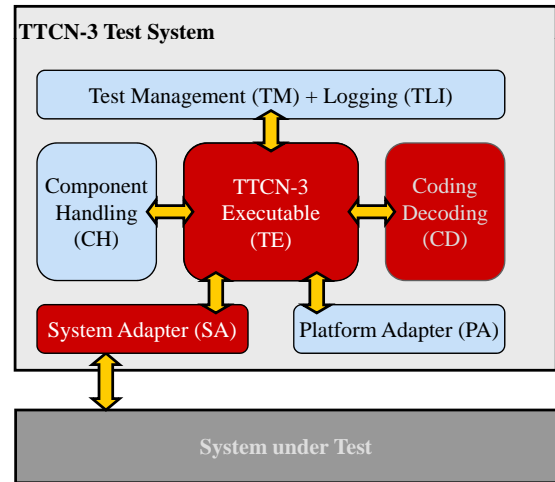 TTCN-3 Test System
Test Management (TM) + Logging (TLI)
Component
Handling
(CH)
TTCN-3
Executable
(TE)
Coding
Decoding
(CD)
System Adapter (SA)
Platform Adapter (PA)
System under Test